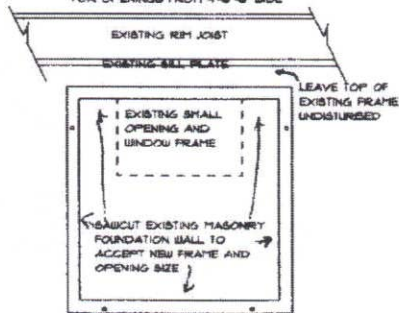 EXISTING RIM JOIST
EXISTING SILL PLATE
LEAVE TOP OF
EXISTING FRAME
UNDISTURBED
EXISTING SMALL
OPENING AND
WINDOW FRAME
SAWCUT EXISTING MASONRY
FOUNDATION WALL TO
ACCEPT NEW FRAME AND
OPENING SIZE